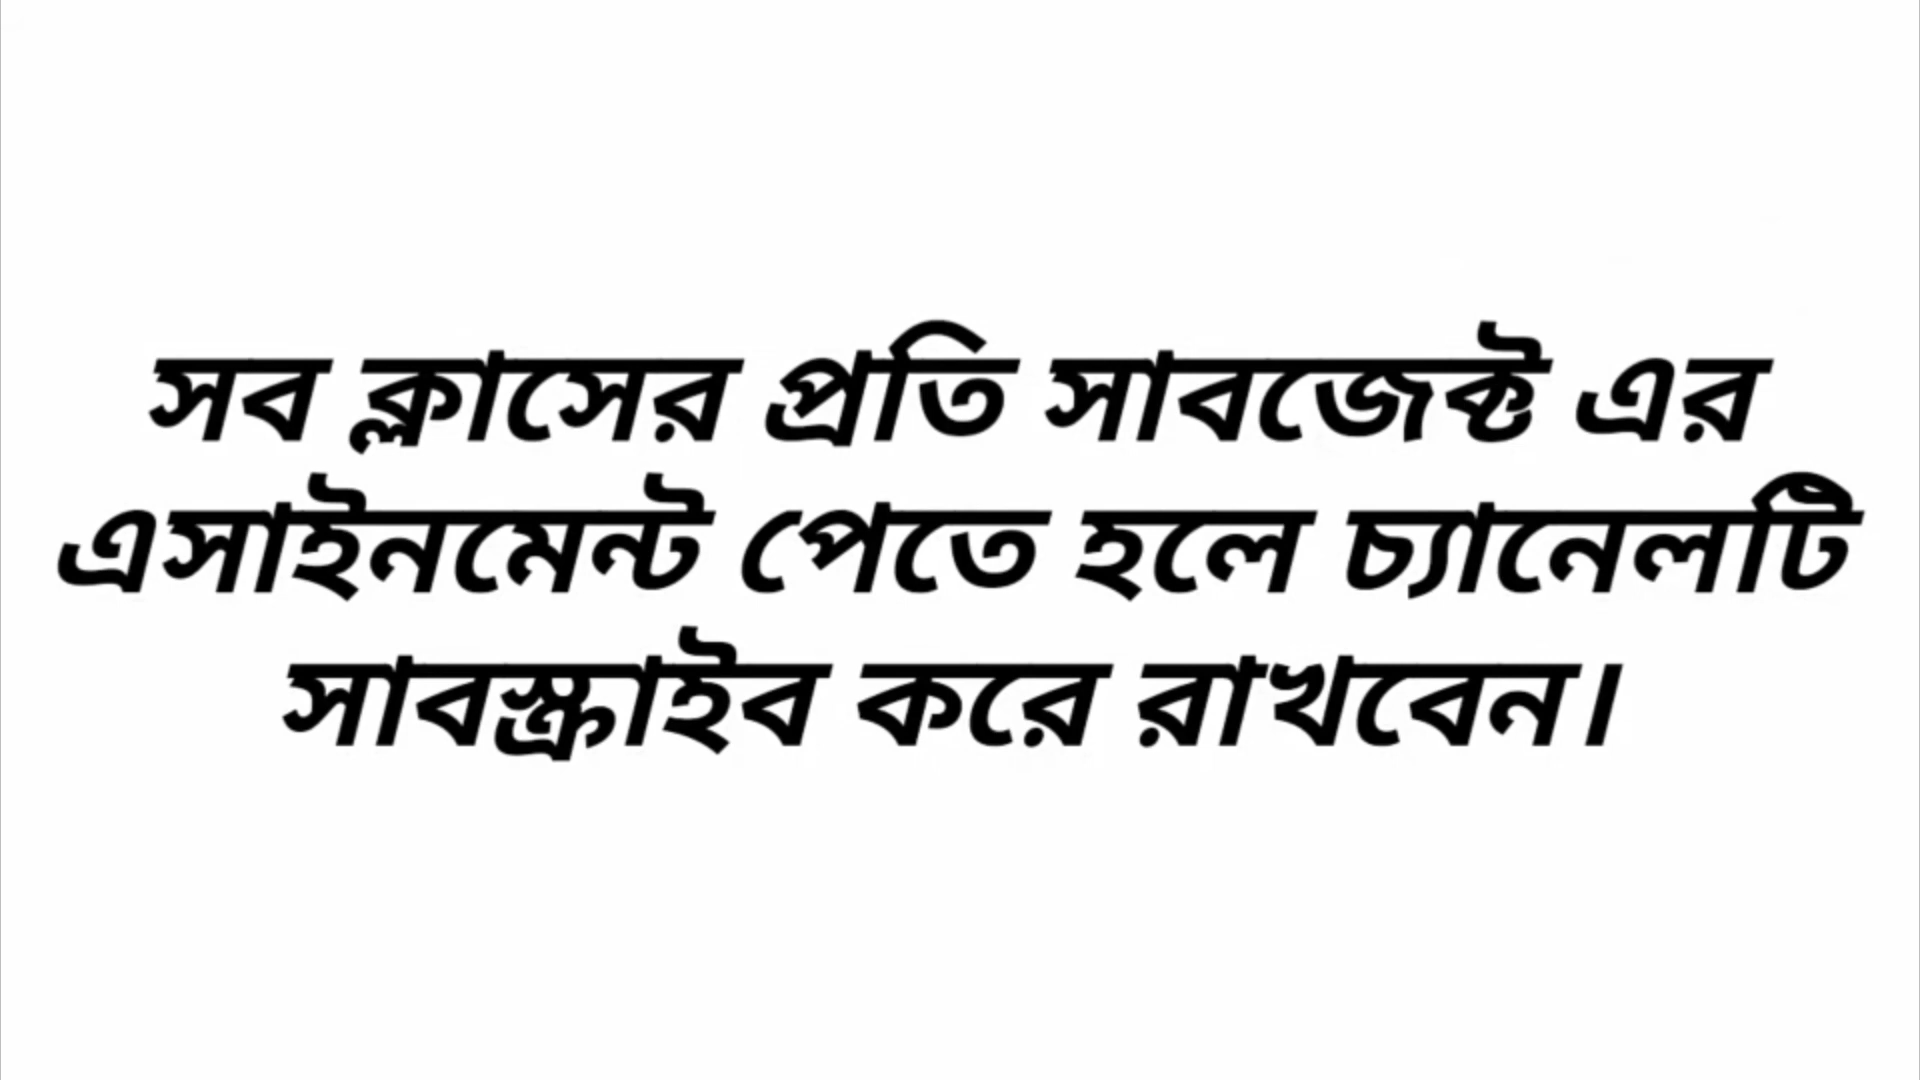 সব ক্লাসের প্রতি সাবজেক্ট এর
এসাইনমেন্ট পেতে হলে চ্যানেলটি
সাবস্ক্রাইব করে রাখবেন।